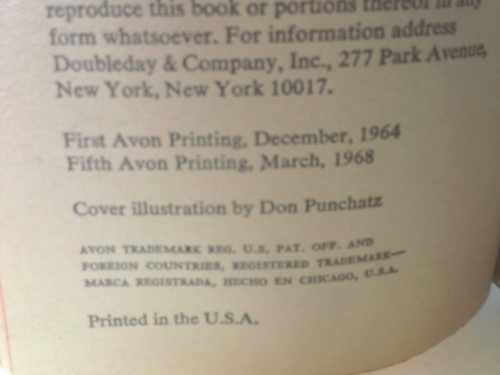 reproduce this book or portions thereof in any
form whatsoever. For information address
Doubleday & Company, Inc., 277 Park Avenue,
New York, New York 10017.
First Avon Printing, December, 1964
Fifth Avon Printing, March, 1968
Cover illustration by Don Punchatz
AVON TRADEMARK REG. U.S, PAT. OFF. AND
FOREIGN COUNTRIES, REGISTERED TRADEMARK—
MARCA REGISTRADA, HECHO EN CHICAGO, U.S.A.
Printed in the U.S.A.